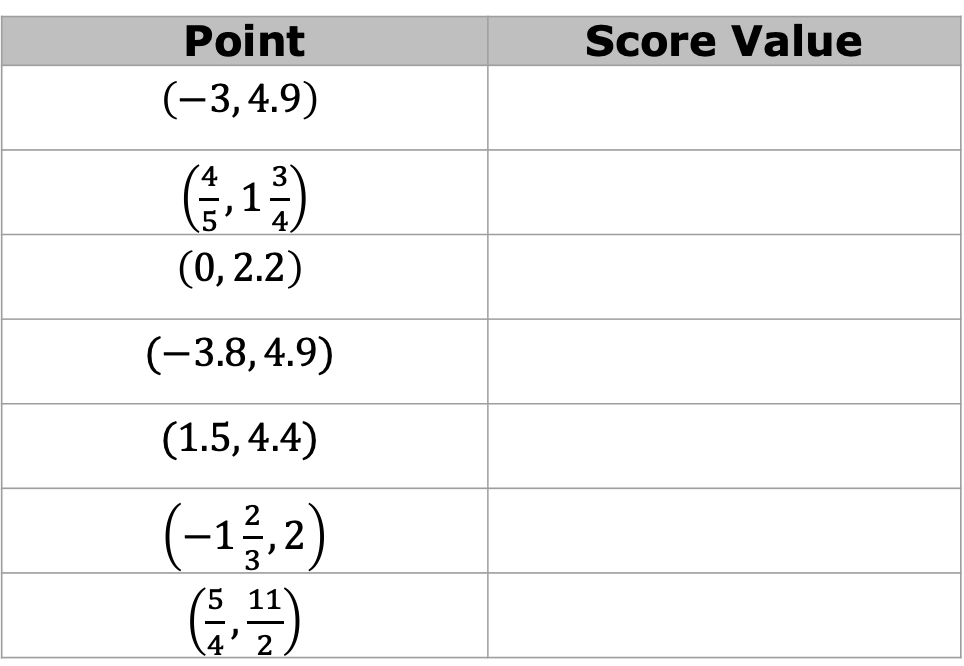 Point Score Value
(−3, 4.9)
(4/5, 1 3/4)
(0, 2.2)
(−3.8, 4.9)
(1.5, 4.4)
(−1 2/3, 2)
(5/4, 11/2)